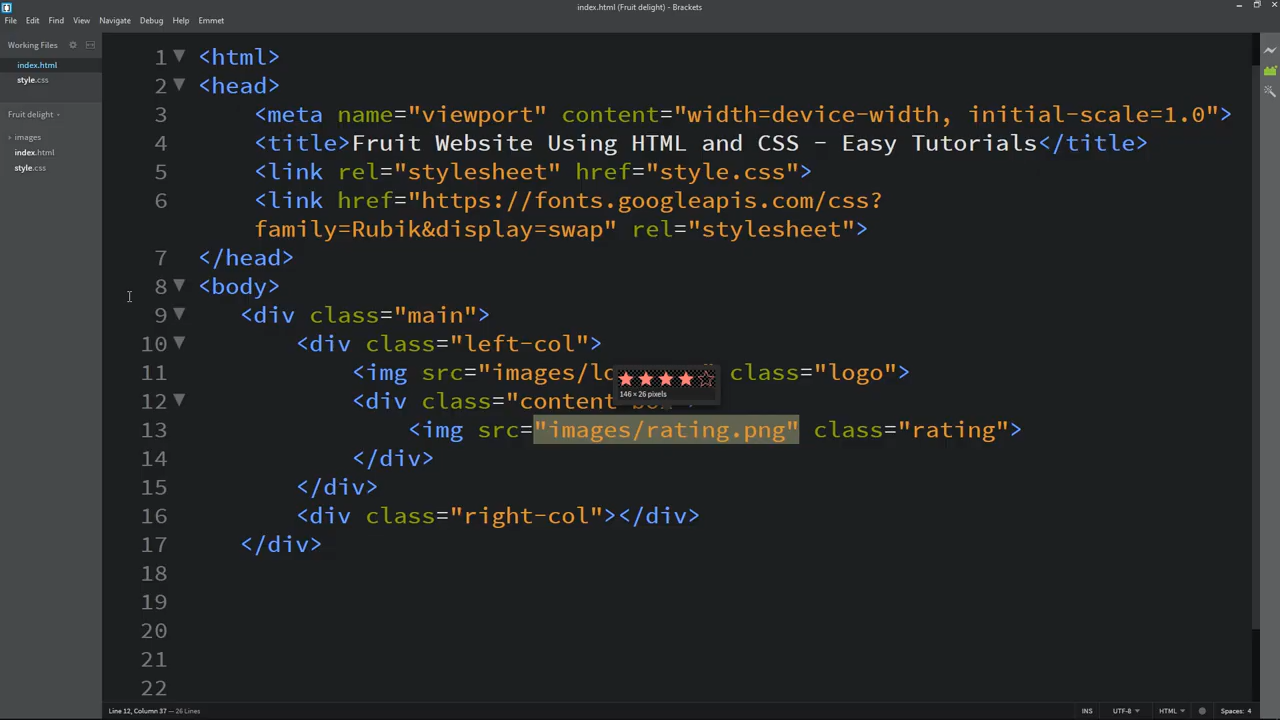 index.html (Fruit delight) - Brackets
File Edit Find View Navigate Debug Help Emmet
Working Files
index.html
style.css
Fruit delight
images
index.html
style.css
1 <html>
2 <head>
3 <meta name="viewport" content="width=device-width, initial-scale=1.0">
4 <title>Fruit Website Using HTML and CSS - Easy Tutorials</title>
5 <link rel="stylesheet" href="style.css">
6 <link href="https://fonts.googleapis.com/css?
family=Rubik&display=swap" rel="stylesheet">
7 </head>
8 <body>
9 <div class="main">
10 <div class="left-col">
11 <img src="images/lo class="logo">
146 × 26 pixels
12 <div class="content
13 <img src="images/rating.png" class="rating">
14 </div>
15 </div>
16 <div class="right-col"></div>
17 </div>
18
19
20
21
22
Line 12, Column 37 — 26 Lines
INS UTF-8 HTML Spaces: 4